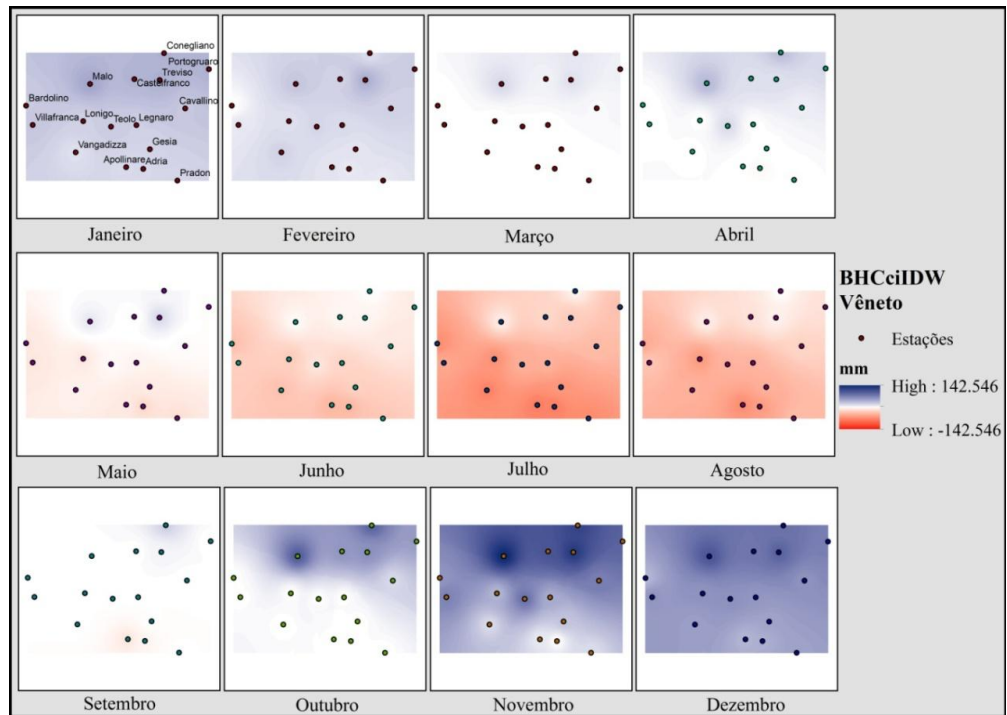 Conegliano
Portogruaro
Treviso
Malo
Castelfranco
Bardolino
Cavallino
Villafranca
Lonigo
Teolo
Legnaro
Vangadizza
Gesia
Apollinare
Adria
Pradon
Janeiro
Fevereiro
Março
Abril
Maio
Junho
Julho
Agosto
Setembro
Outubro
Novembro
Dezembro
BHCciIDW
Vêneto
Estações
mm
High : 142.546
Low : -142.546